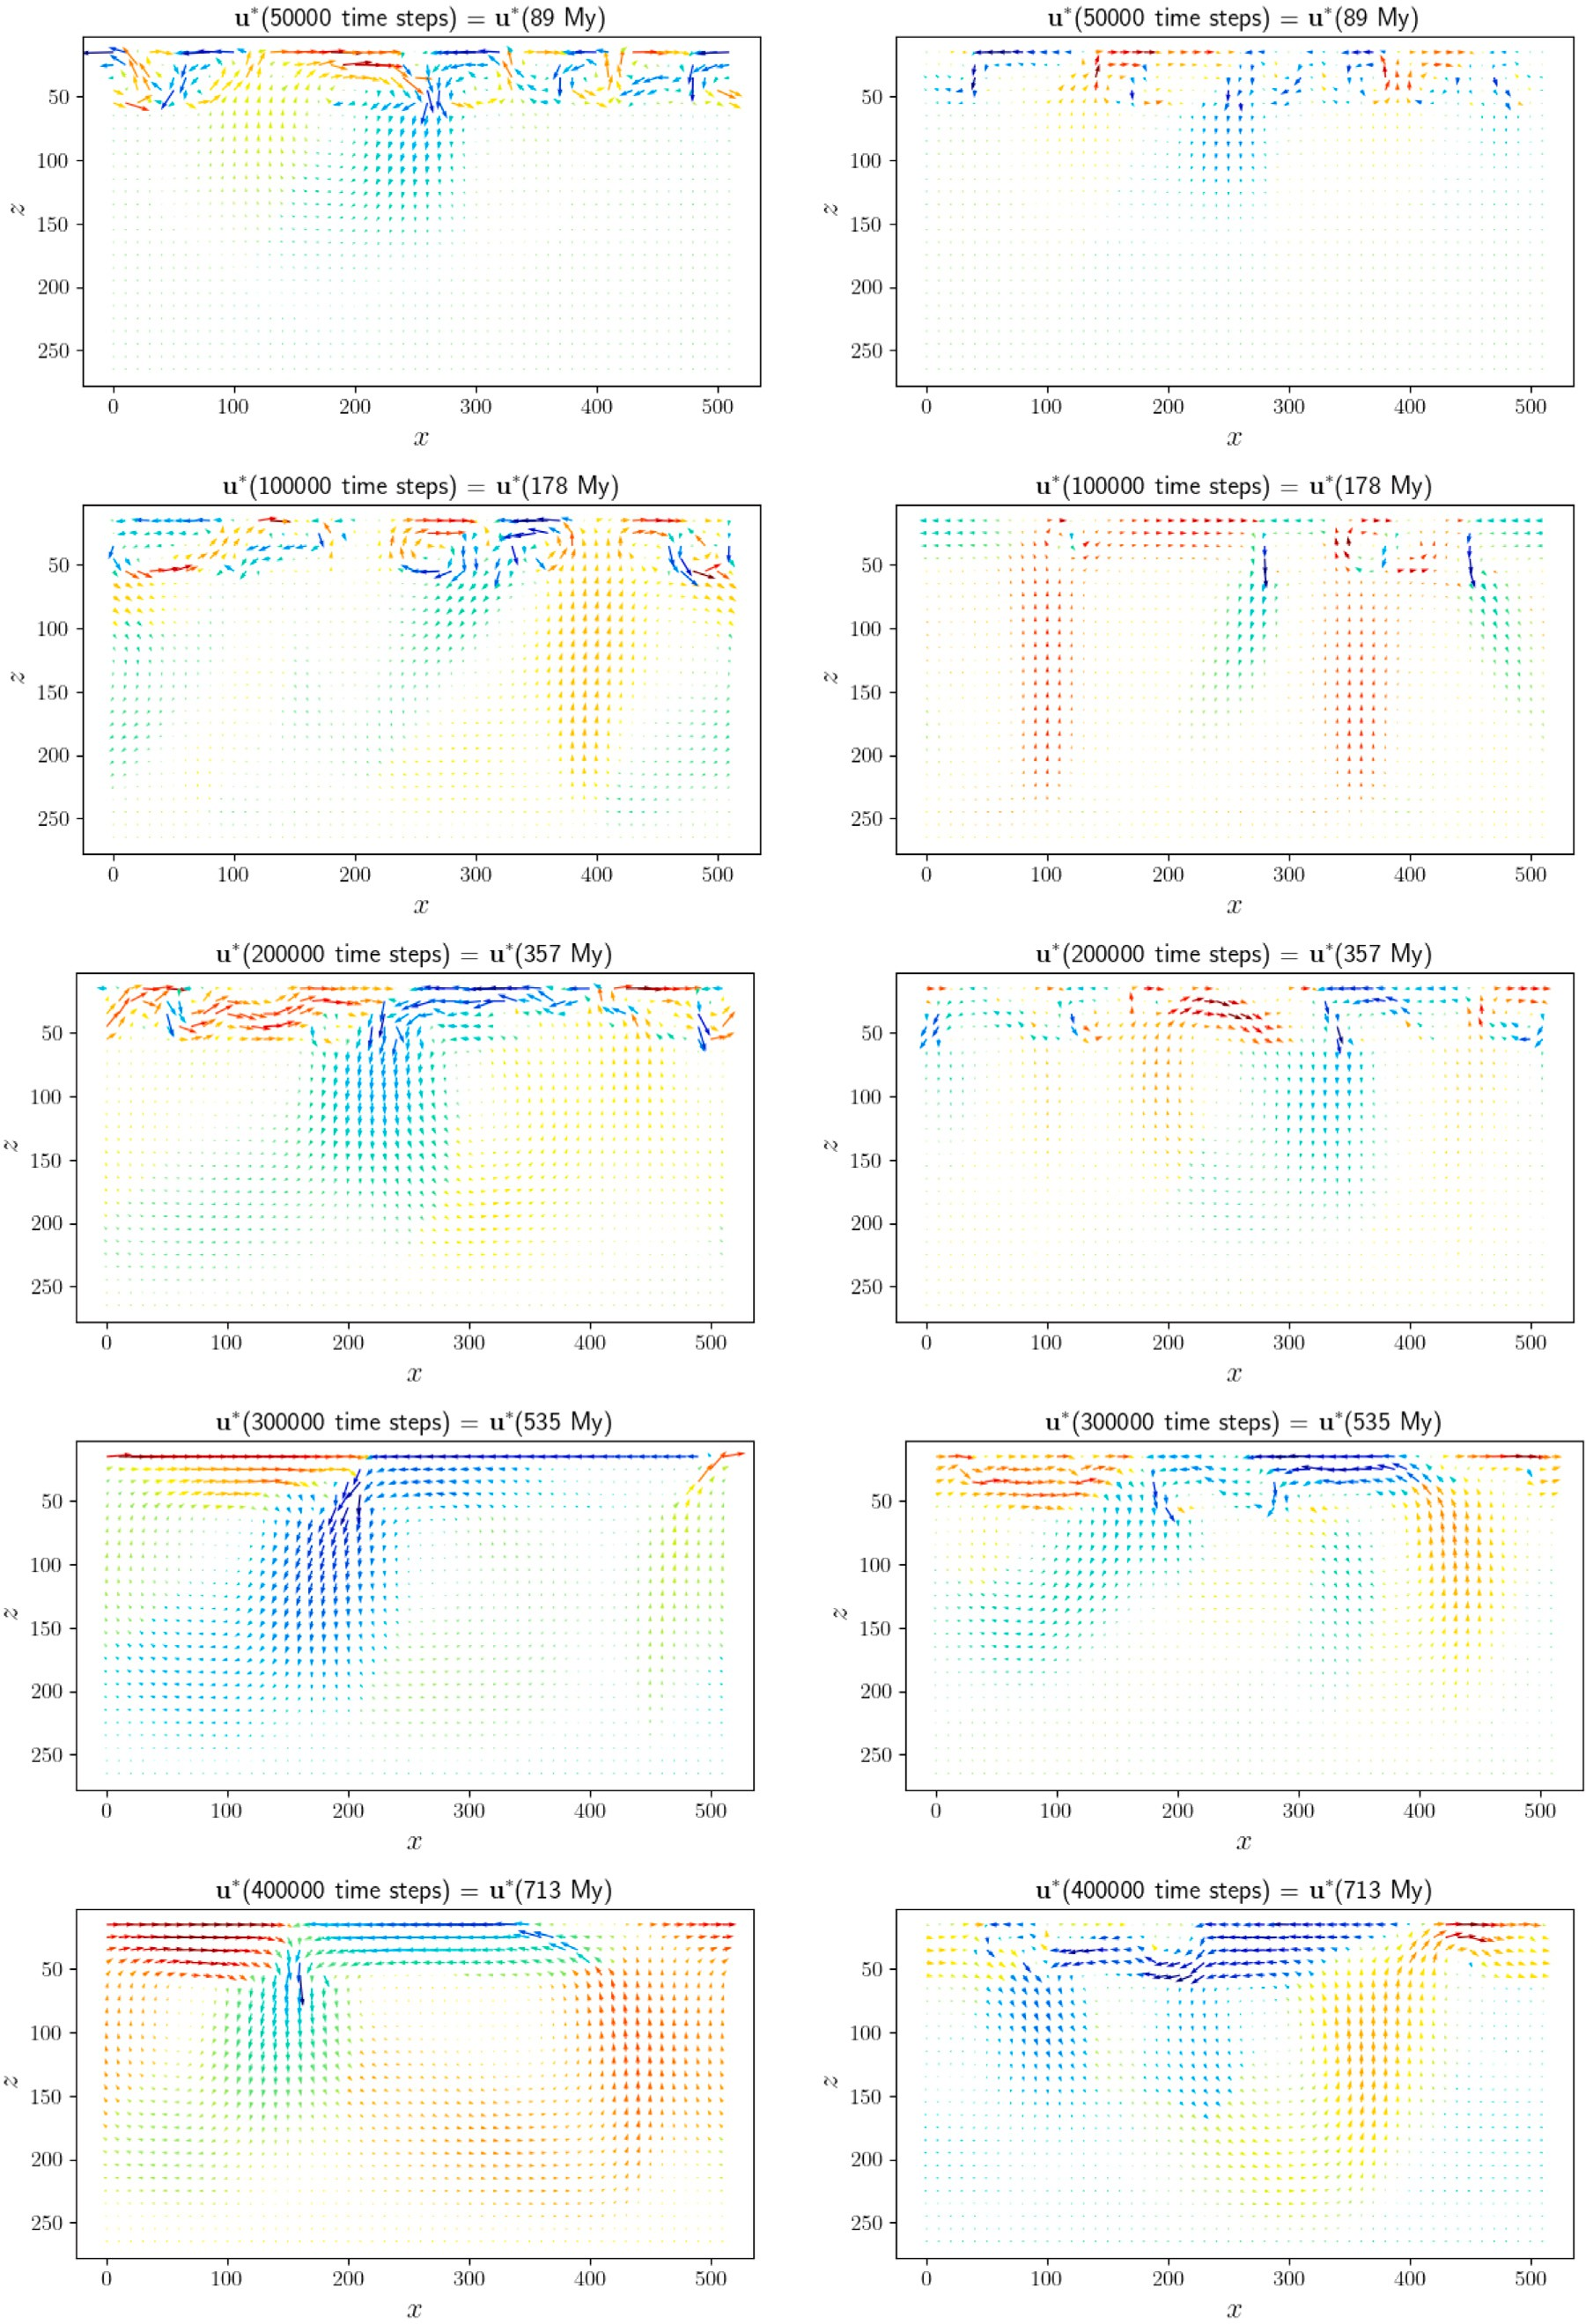 u*(50000 time steps) = u*(89 My)
50
100
150
200
250
z
0 100 200 300 400 500
x
u*(50000 time steps) = u*(89 My)
50
100
150
200
250
z
0 100 200 300 400 500
x
u*(100000 time steps) = u*(178 My)
50
100
150
200
250
z
0 100 200 300 400 500
x
u*(100000 time steps) = u*(178 My)
50
100
150
200
250
z
0 100 200 300 400 500
x
u*(200000 time steps) = u*(357 My)
50
100
150
200
250
z
0 100 200 300 400 500
x
u*(200000 time steps) = u*(357 My)
50
100
150
200
250
z
0 100 200 300 400 500
x
u*(300000 time steps) = u*(535 My)
50
100
150
200
250
z
0 100 200 300 400 500
x
u*(300000 time steps) = u*(535 My)
50
100
150
200
250
z
0 100 200 300 400 500
x
u*(400000 time steps) = u*(713 My)
50
100
150
200
250
z
0 100 200 300 400 500
x
u*(400000 time steps) = u*(713 My)
50
100
150
200
250
z
0 100 200 300 400 500
x